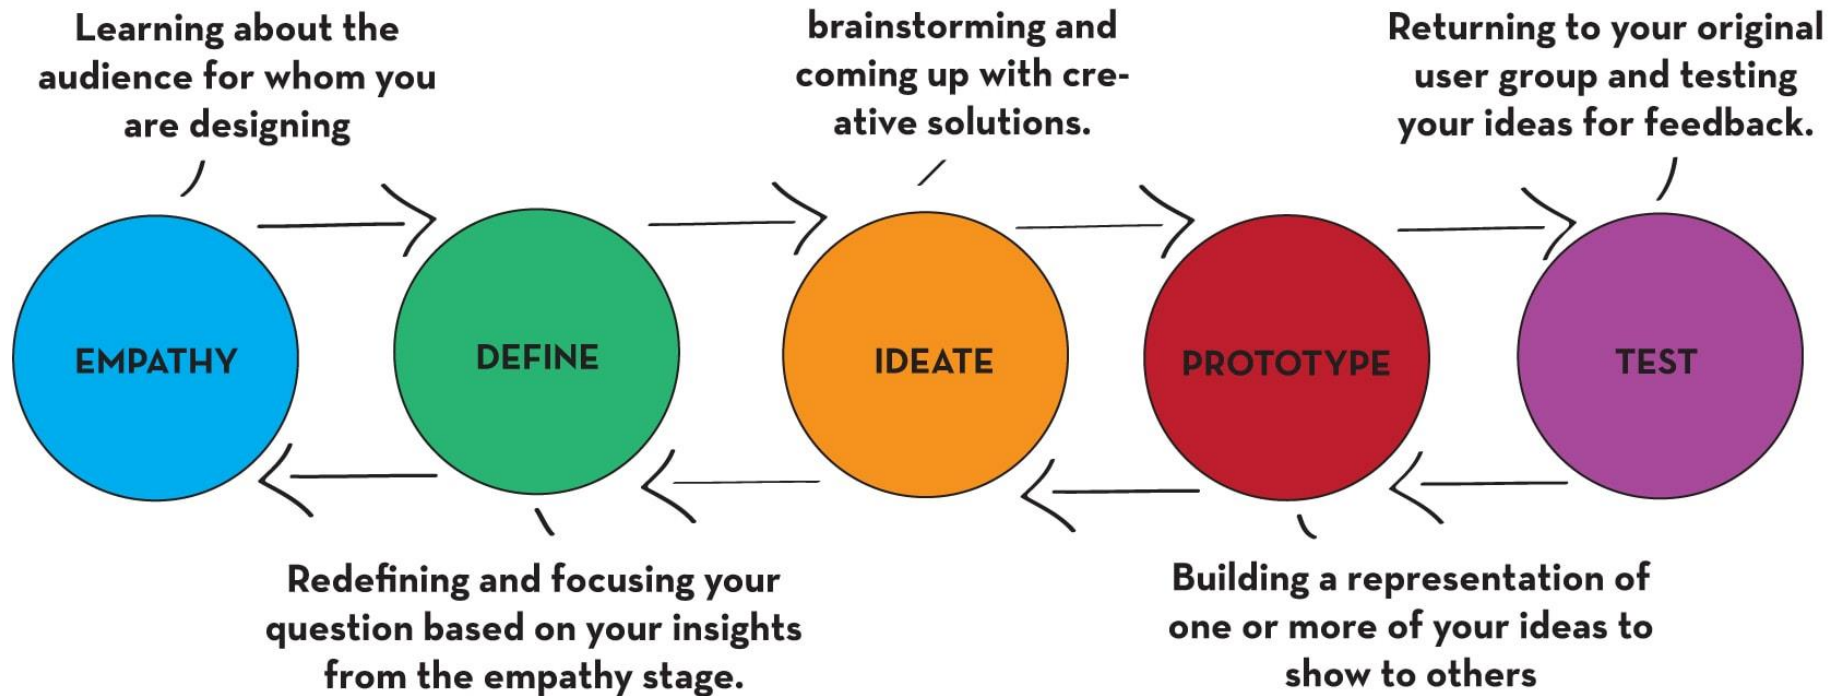 Learning about the
audience for whom you
are designing
brainstorming and
coming up with cre-
ative solutions.
Returning to your original
user group and testing
your ideas for feedback.
EMPATHY
DEFINE
IDEATE
PROTOTYPE
TEST
Redefining and focusing your
question based on your insights
from the empathy stage.
Building a representation of
one or more of your ideas to
show to others